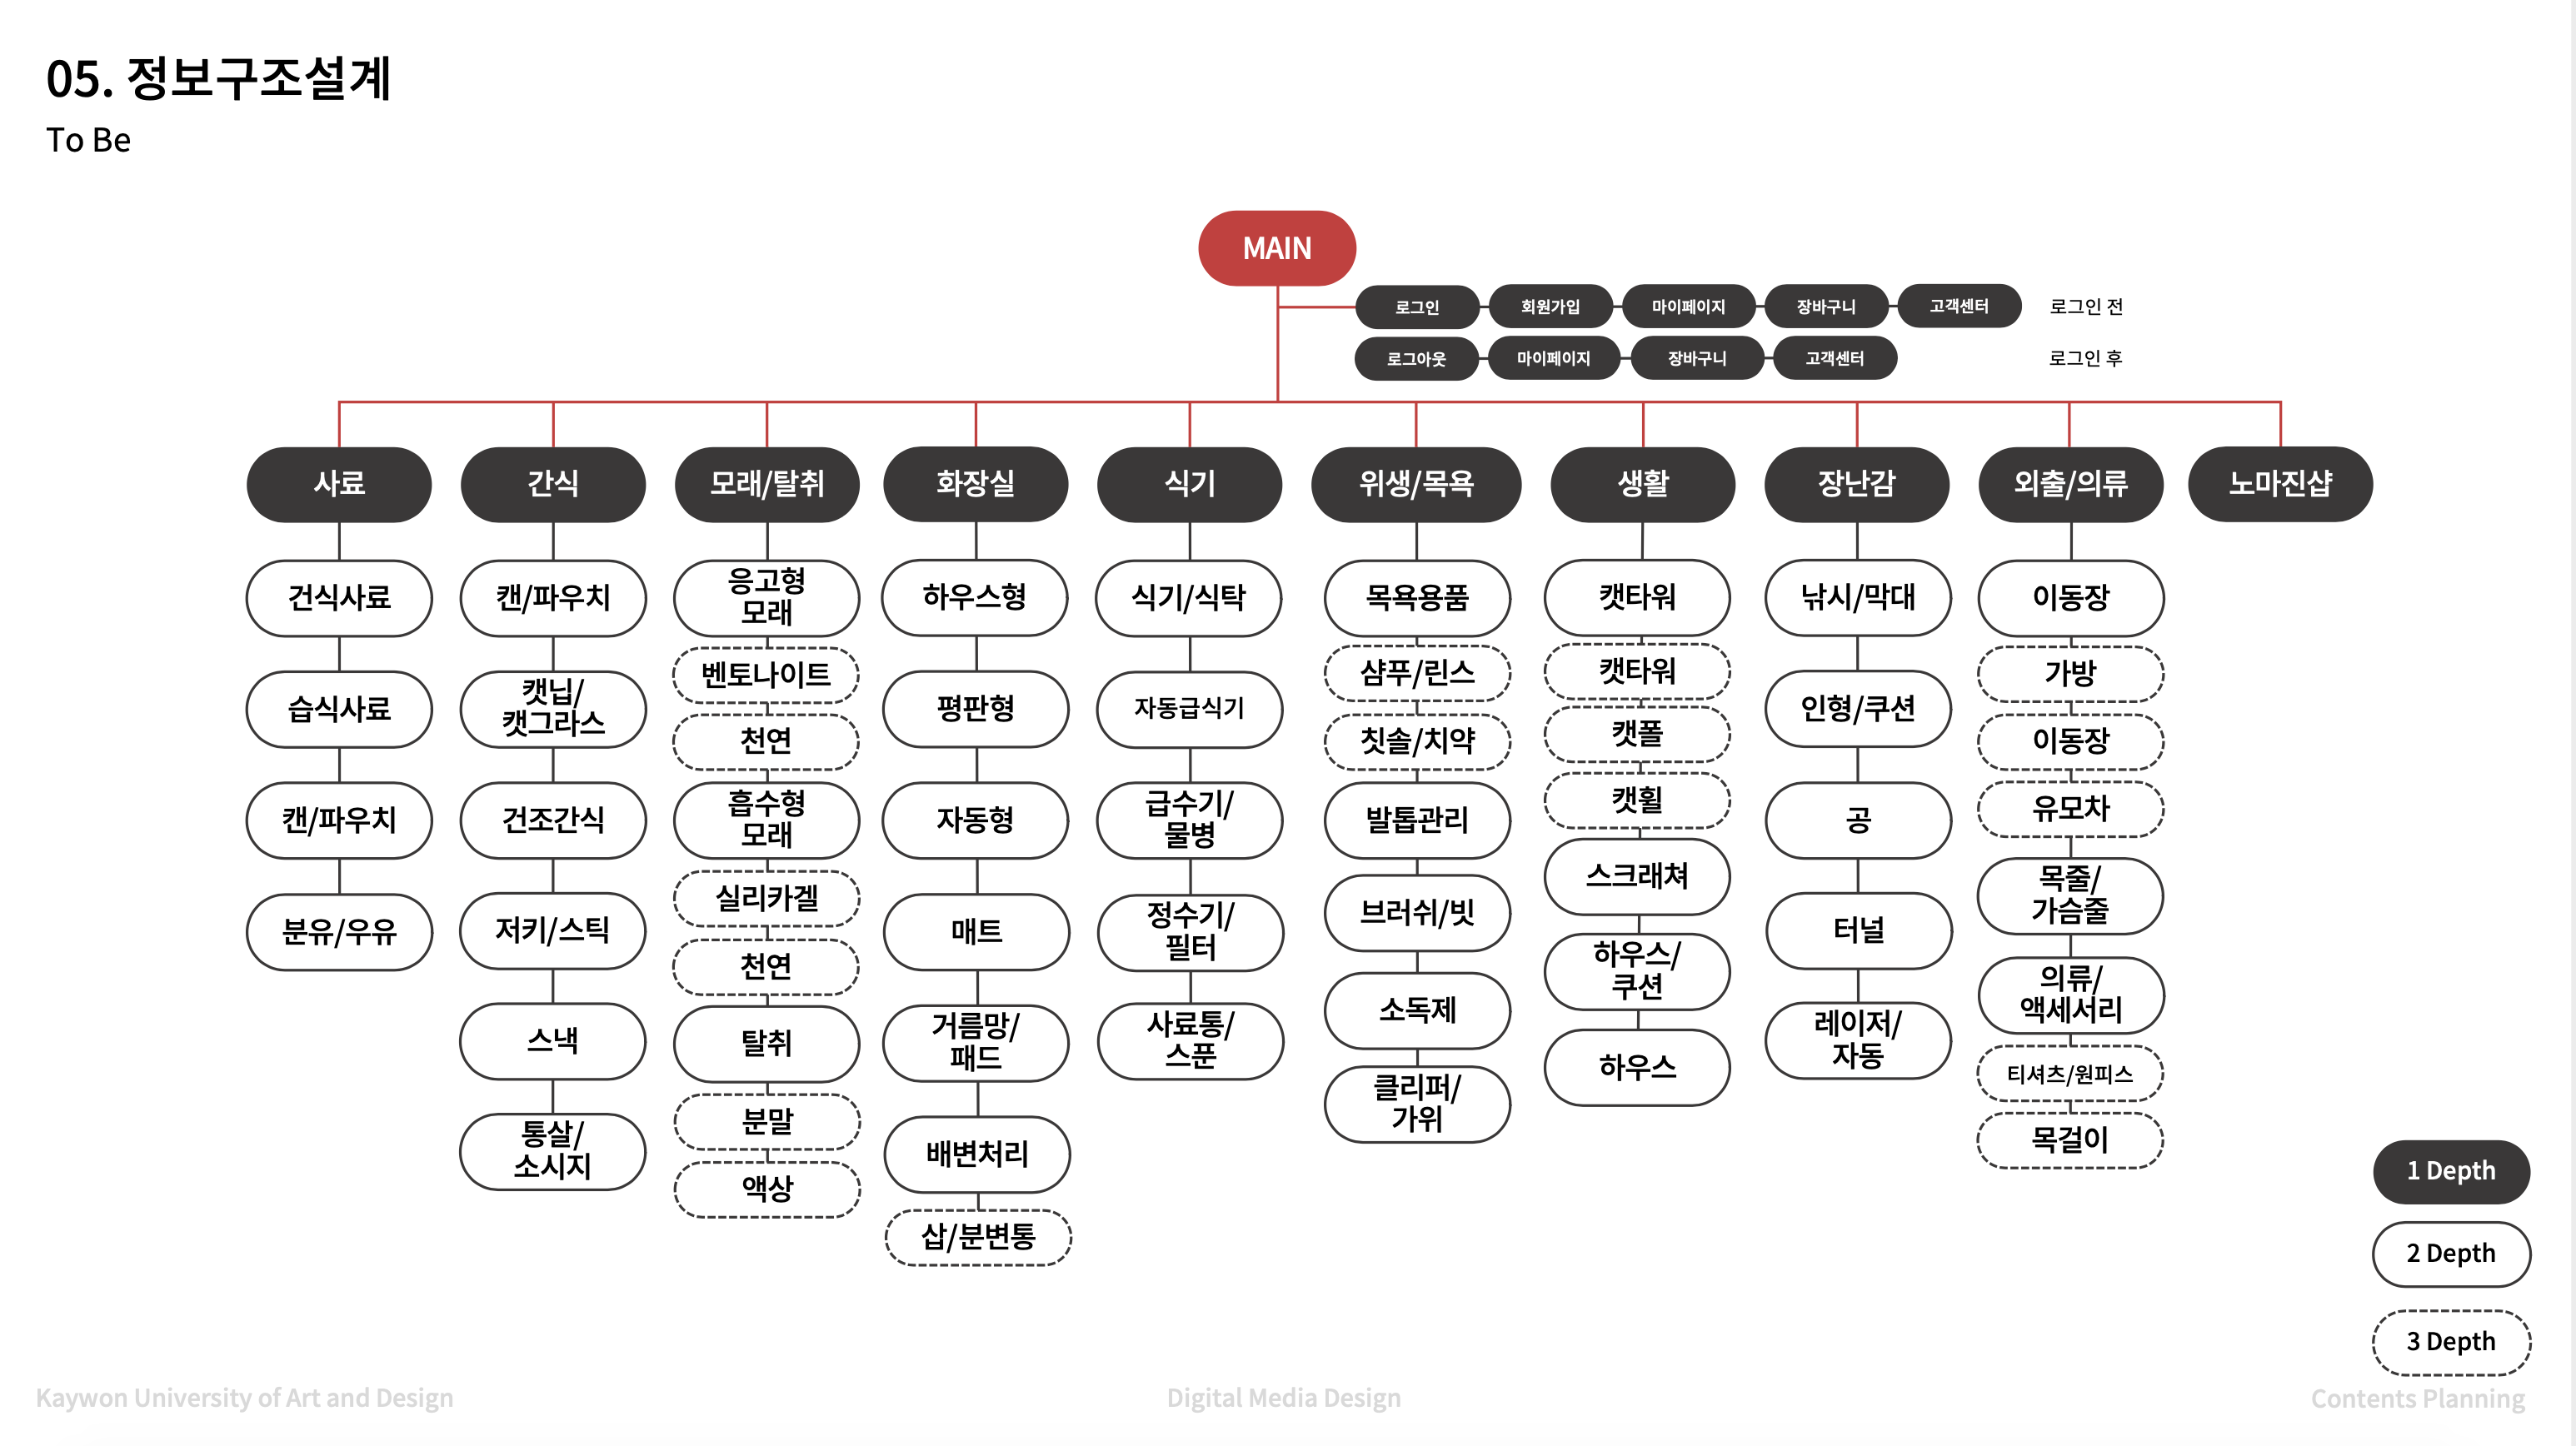 05. 정보구조설계
To Be
MAIN
로그인
회원가입
마이페이지
장바구니
고객센터
로그인 전
로그아웃
마이페이지
장바구니
고객센터
로그인 후
사료
건식사료
습식사료
캔/파우치
분유/우유
간식
캔/파우치
캣닙/
캣그라스
건조간식
저키/스틱
스낵
통살/
소시지
모래/탈취
응고형
모래
벤토나이트
천연
흡수형
모래
실리카겔
천연
탈취
분말
액상
화장실
하우스형
평판형
자동형
매트
거름망/
패드
배변처리
삽/분변통
식기
식기/식탁
자동급식기
급수기/
물병
정수기/
필터
사료통/
스푼
위생/목욕
목욕용품
샴푸/린스
칫솔/치약
발톱관리
브러쉬/빗
소독제
클리퍼/
가위
생활
캣타워
캣타워
캣폴
캣휠
스크래쳐
하우스/
쿠션
하우스
장난감
낚시/막대
인형/쿠션
공
터널
레이저/
자동
외출/의류
이동장
가방
이동장
유모차
목줄/
가슴줄
의류/
액세서리
티셔츠/원피스
목걸이
노마진샵
1 Depth
2 Depth
3 Depth
Kaywon University of Art and Design
Digital Media Design
Contents Planning